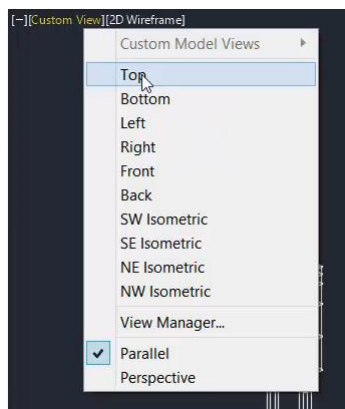 [−][Custom View][2D Wireframe]
Custom Model Views
Top
Bottom
Left
Right
Front
Back
SW Isometric
SE Isometric
NE Isometric
NW Isometric
View Manager...
Parallel
Perspective